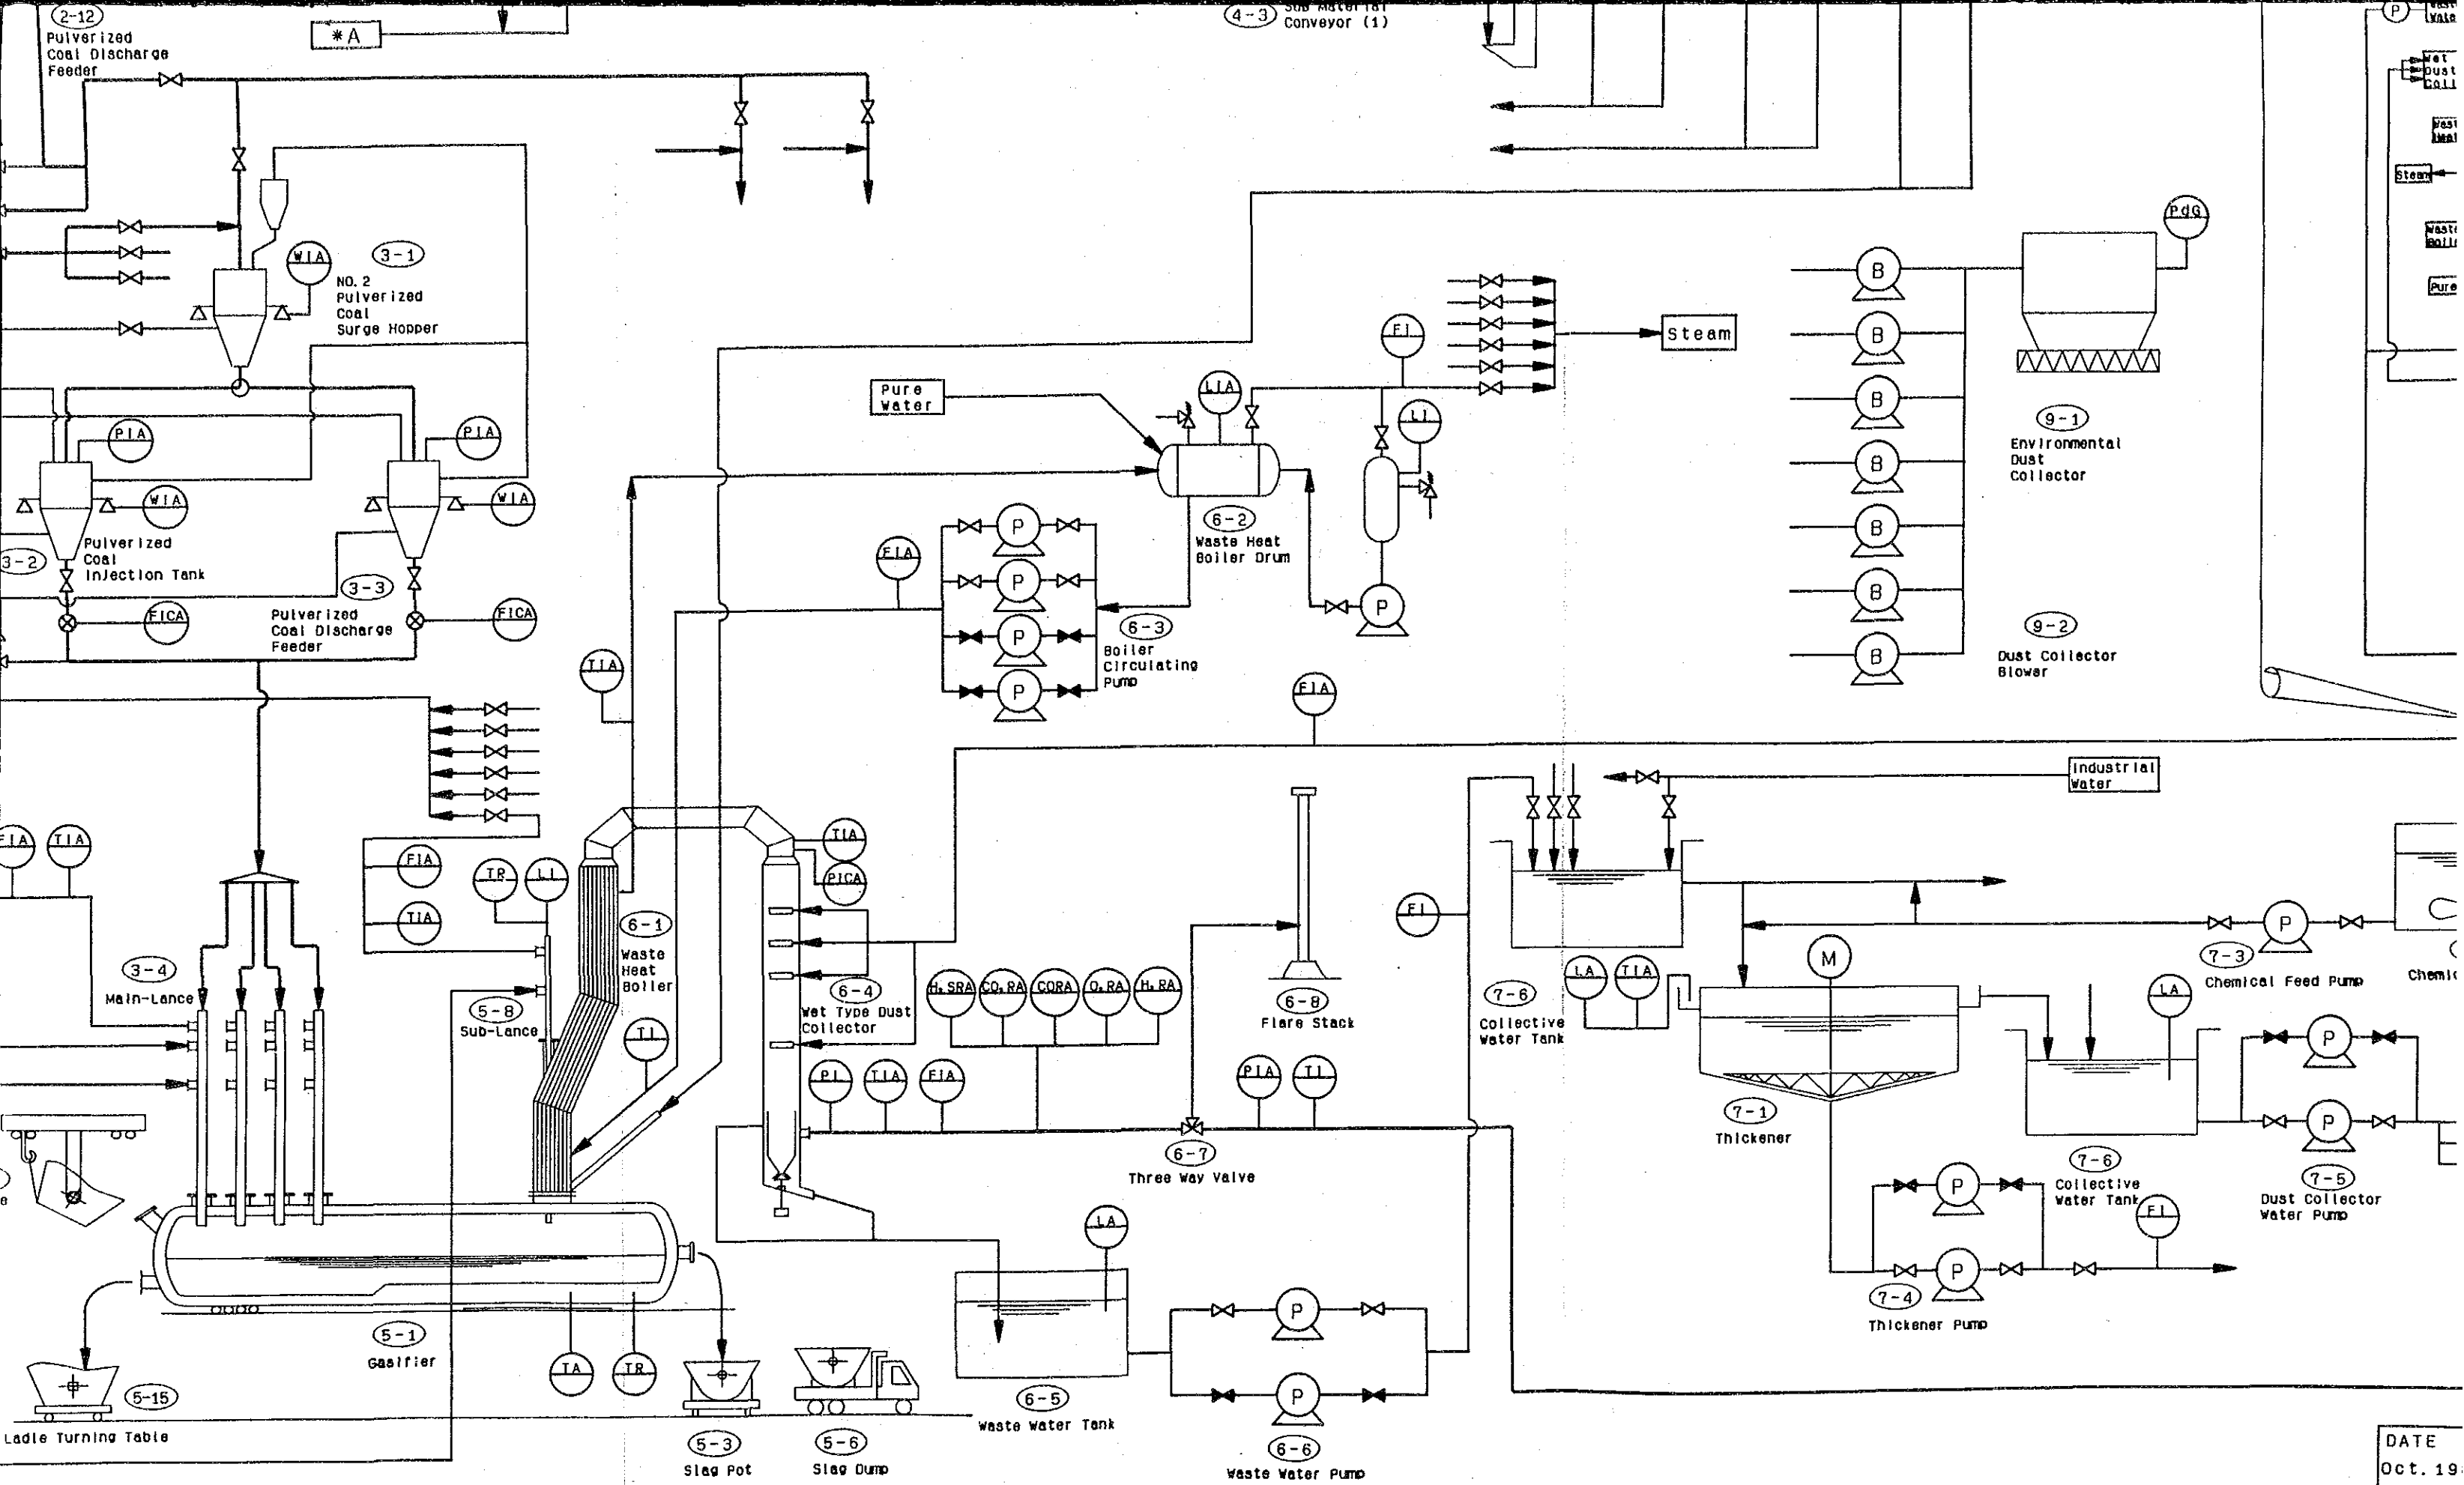 2-12
Pulverized
Coal Discharge
Feeder
*A
4-3
Sub Material
Conveyor (1)
P
Wet
Dust
Steam
Pure
3-1
WIA
NO.2
Pulverized
Coal
Surge Hopper
PIA
PIA
WIA
WIA
3-2
Pulverized
Coal
Injection Tank
3-3
FICA
Pulverized
Coal Discharge
Feeder
FICA
Pure
Water
LIA
FI
LI
Steam
6-2
Waste Heat
Boiler Drum
P
P
P
P
P
FIA
6-3
Boiler
Circulating
Pump
TIA
FIA
B
B
B
B
B
B
B
PdG
9-1
Environmental
Dust
Collector
9-2
Dust Collector
Blower
Industrial
Water
FIA
TIA
FIA
TIA
TR
LI
TIA
PICA
3-4
Main-Lance
5-8
Sub-Lance
6-1
Waste
Heat
Boiler
TI
6-4
Wet Type Dust
Collector
H₂SRA
CO₂RA
CORA
O₂RA
H₂RA
PI
TIA
FIA
PIA
TI
6-8
Flare Stack
6-7
Three Way Valve
FI
7-6
Collective
Water Tank
LA
TIA
M
7-1
Thickener
7-3
Chemical Feed Pump
P
LA
P
P
7-6
Collective
Water Tank
7-5
Dust Collector
Water Pump
P
P
FI
7-4
Thickener Pump
5-1
Gasifier
TA
TR
5-15
Ladle Turning Table
5-3
Slag Pot
5-6
Slag Dump
LA
6-5
Waste Water Tank
P
P
6-6
Waste Water Pump
DATE
Oct.19